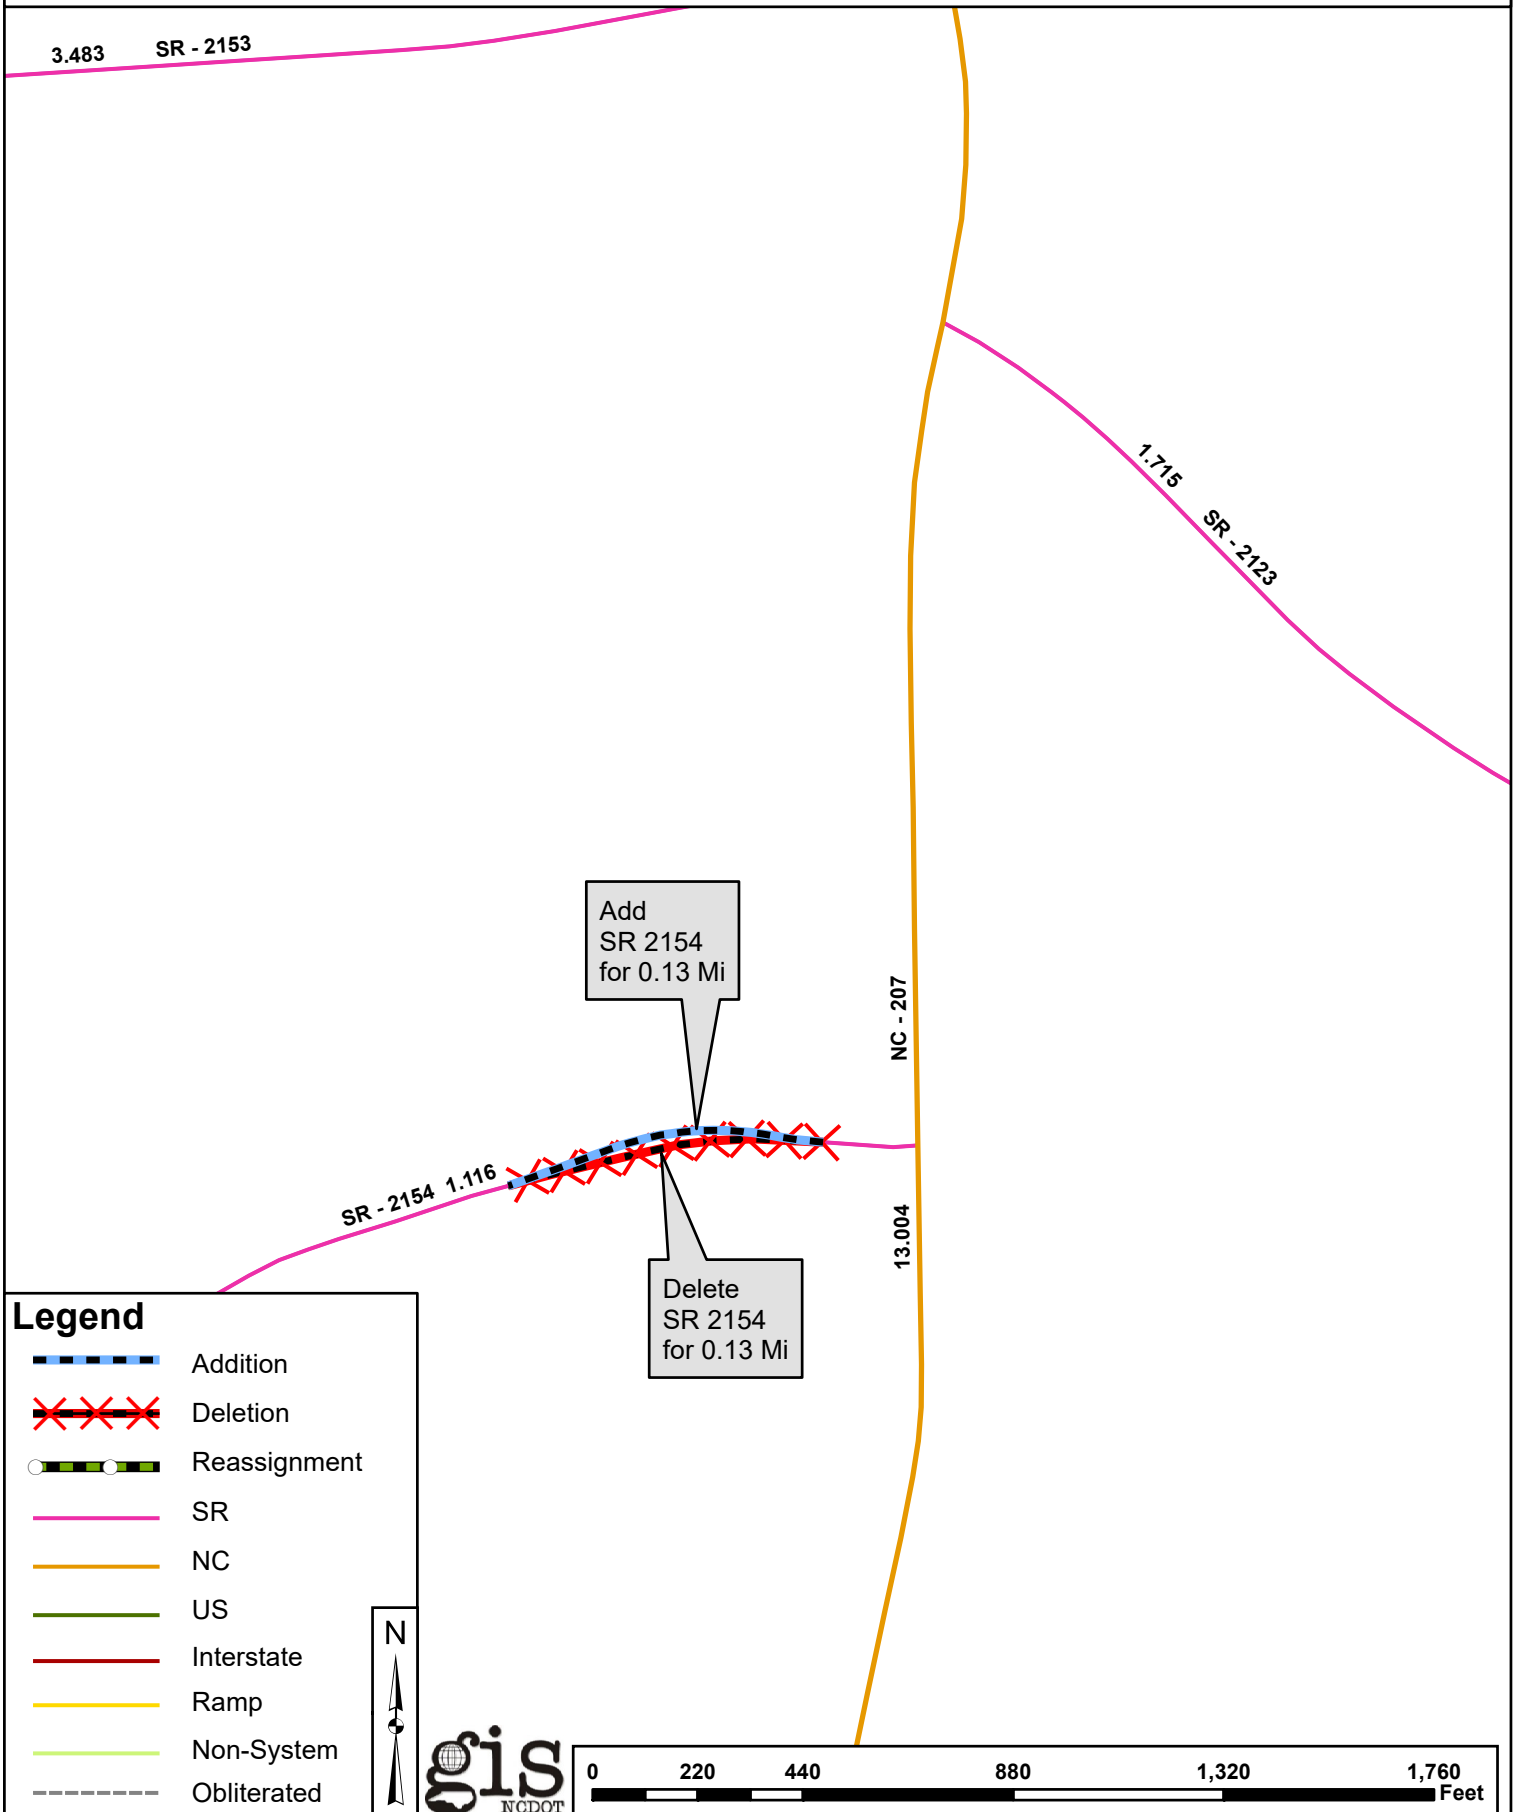 3.483 SR - 2153
1.715 SR - 2123
Add
SR 2154
for 0.13 Mi
NC - 207
SR - 2154 1.116
13.004
Delete
SR 2154
for 0.13 Mi
Legend
Addition
Deletion
Reassignment
SR
NC
US
Interstate
Ramp
Non-System
Obliterated
N
gis
NCDOT
0 220 440 880 1,320 1,760
Feet